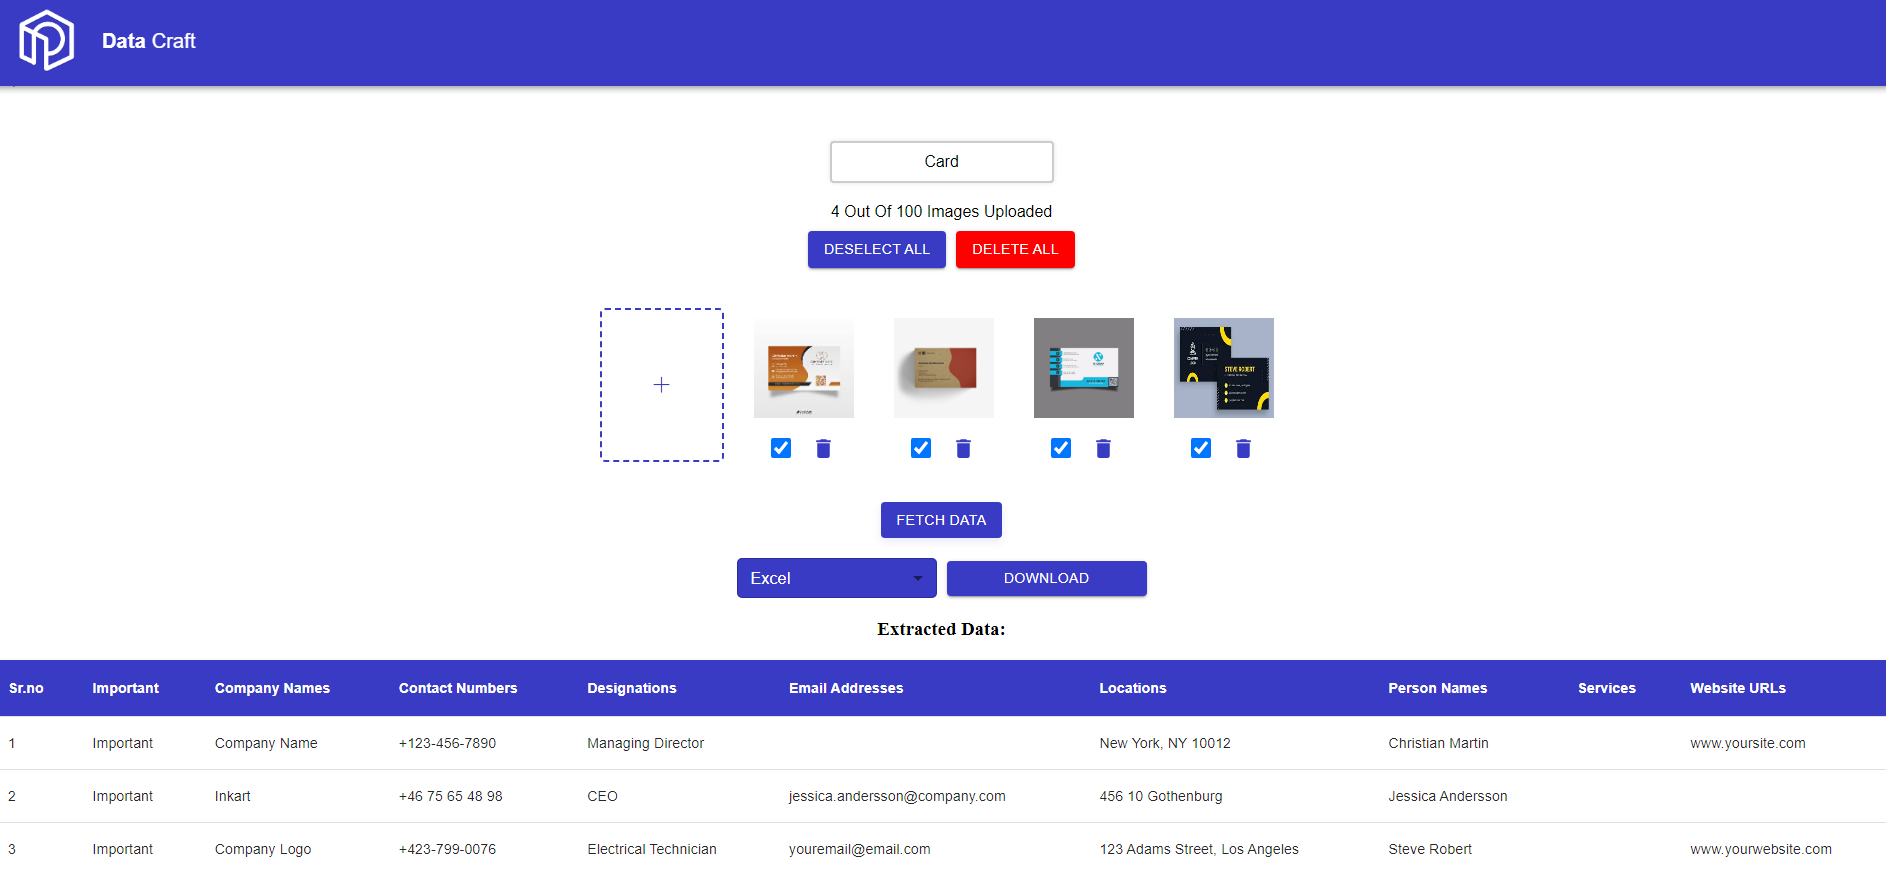 Data Craft
Card
4 Out Of 100 Images Uploaded
DESELECT ALL DELETE ALL
STEVE ROBERT
FETCH DATA
Excel DOWNLOAD
Extracted Data:
Sr.no Important Company Names Contact Numbers Designations Email Addresses Locations Person Names Services Website URLs
1 Important Company Name +123-456-7890 Managing Director New York, NY 10012 Christian Martin www.yoursite.com
2 Important Inkart +46 75 65 48 98 CEO jessica.andersson@company.com 456 10 Gothenburg Jessica Andersson
3 Important Company Logo +423-799-0076 Electrical Technician youremail@email.com 123 Adams Street, Los Angeles Steve Robert www.yourwebsite.com